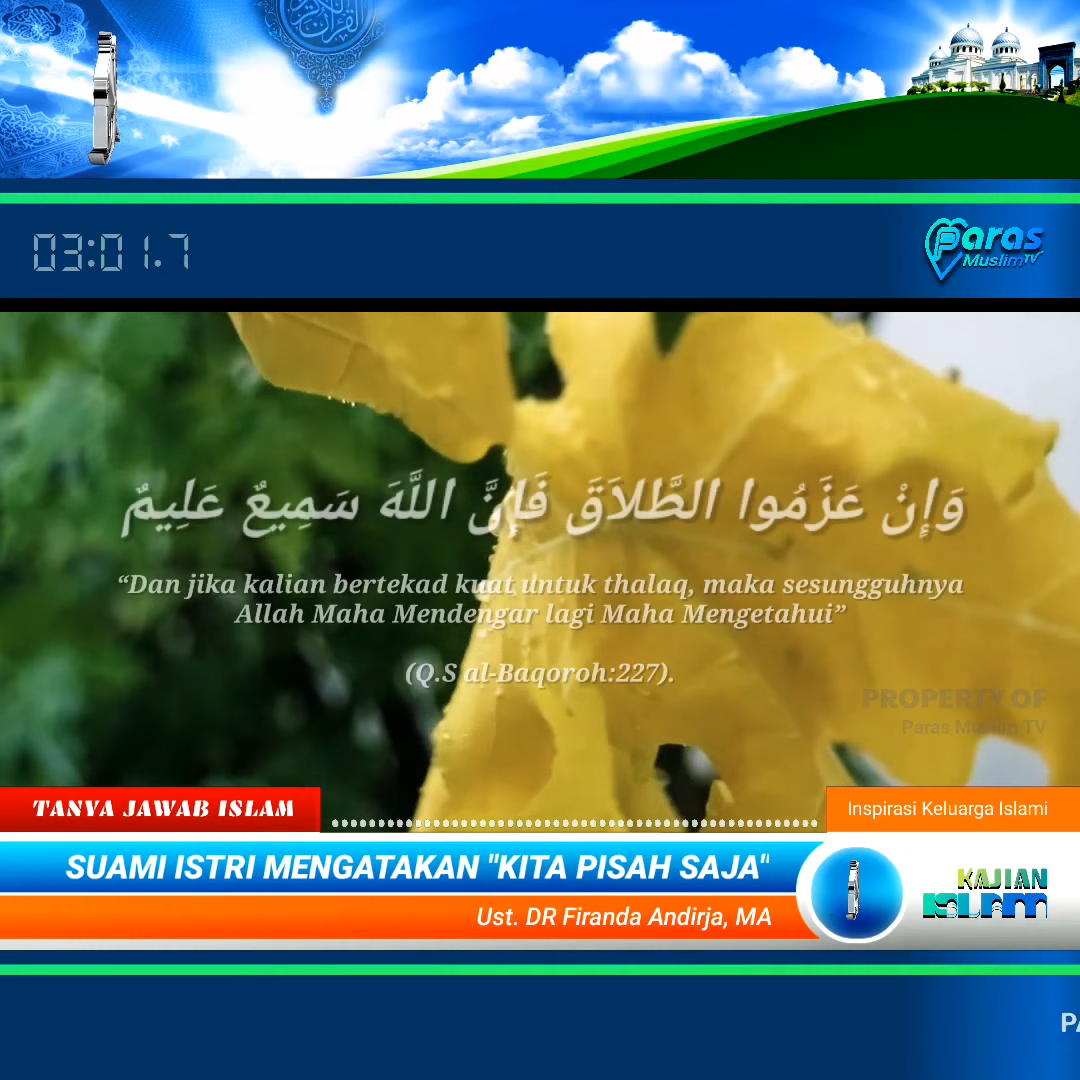 03:01.7
Paras
Muslim TV
وَإِنْ عَزَمُوا الطَّلاَقَ فَإِنَّ اللَّهَ سَمِيعٌ عَلِيمٌ
“Dan jika kalian bertekad kuat untuk thalaq, maka sesungguhnya
Allah Maha Mendengar lagi Maha Mengetahui”
(Q.S al-Baqoroh:227).
PROPERTY OF
Paras Muslim TV
TANYA JAWAB ISLAM
Inspirasi Keluarga Islami
SUAMI ISTRI MENGATAKAN "KITA PISAH SAJA"
Ust. DR Firanda Andirja, MA
KAJIAN
ISLAM